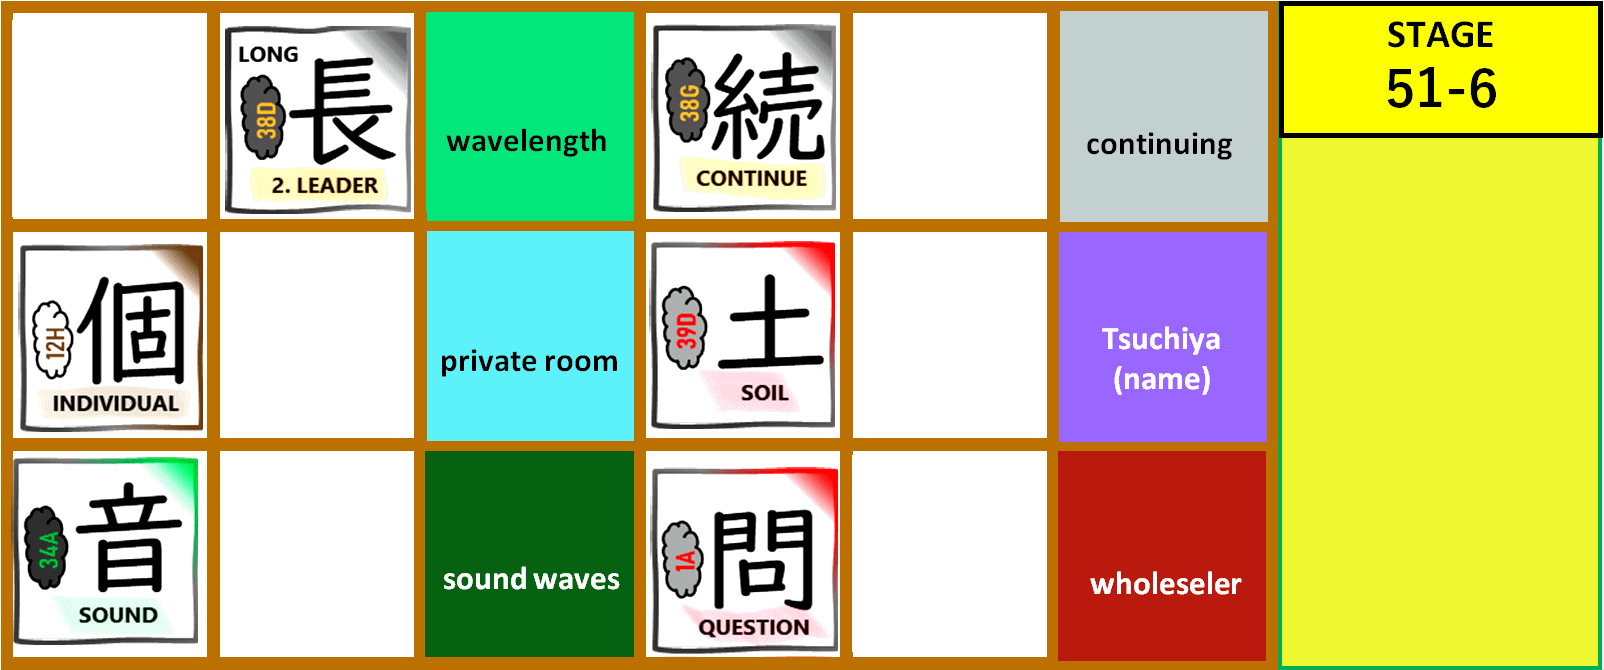 LONG
38D
長
2. LEADER
wavelength
38G
続
CONTINUE
continuing
STAGE
51-6
12H
個
INDIVIDUAL
private room
39D
土
SOIL
Tsuchiya
(name)
34A
音
SOUND
sound waves
1A
問
QUESTION
wholeseler